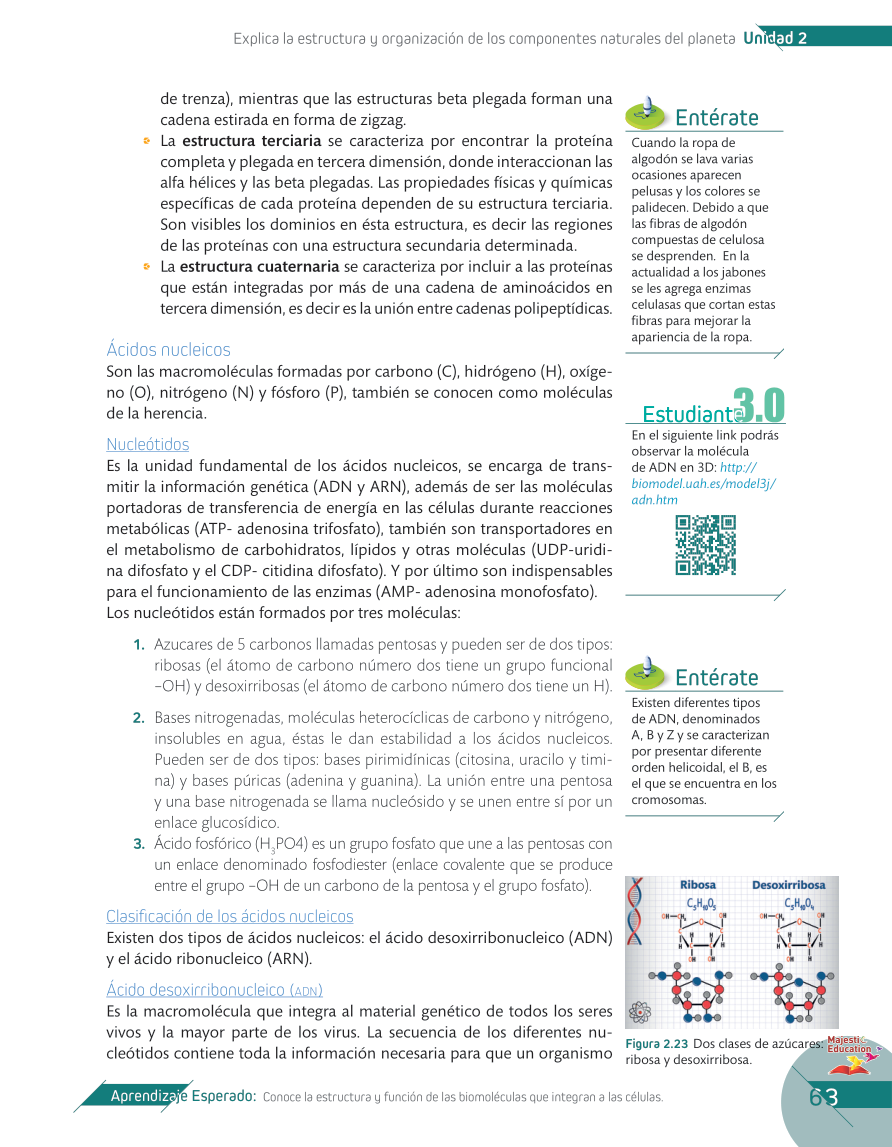 Explica la estructura y organización de los componentes naturales del planeta Unidad 2
de trenza), mientras que las estructuras beta plegada forman una
cadena estirada en forma de zigzag.
La estructura terciaria se caracteriza por encontrar la proteína
completa y plegada en tercera dimensión, donde interaccionan las
alfa hélices y las beta plegadas. Las propiedades físicas y químicas
específicas de cada proteína dependen de su estructura terciaria.
Son visibles los dominios en ésta estructura, es decir las regiones
de las proteínas con una estructura secundaria determinada.
La estructura cuaternaria se caracteriza por incluir a las proteínas
que están integradas por más de una cadena de aminoácidos en
tercera dimensión, es decir es la unión entre cadenas polipeptídicas.
Ácidos nucleicos
Son las macromoléculas formadas por carbono (C), hidrógeno (H), oxíge-
no (O), nitrógeno (N) y fósforo (P), también se conocen como moléculas
de la herencia.
Nucleótidos
Es la unidad fundamental de los ácidos nucleicos, se encarga de trans-
mitir la información genética (ADN y ARN), además de ser las moléculas
portadoras de transferencia de energía en las células durante reacciones
metabólicas (ATP- adenosina trifosfato), también son transportadores en
el metabolismo de carbohidratos, lípidos y otras moléculas (UDP-uridi-
na difosfato y el CDP- citidina difosfato). Y por último son indispensables
para el funcionamiento de las enzimas (AMP- adenosina monofosfato).
Los nucleótidos están formados por tres moléculas:
1. Azucares de 5 carbonos llamadas pentosas y pueden ser de dos tipos:
ribosas (el átomo de carbono número dos tiene un grupo funcional
–OH) y desoxirribosas (el átomo de carbono número dos tiene un H).
2. Bases nitrogenadas, moléculas heterocíclicas de carbono y nitrógeno,
insolubles en agua, éstas le dan estabilidad a los ácidos nucleicos.
Pueden ser de dos tipos: bases pirimidínicas (citosina, uracilo y timi-
na) y bases púricas (adenina y guanina). La unión entre una pentosa
y una base nitrogenada se llama nucleósido y se unen entre sí por un
enlace glucosídico.
3. Ácido fosfórico (H3PO4) es un grupo fosfato que une a las pentosas con
un enlace denominado fosfodiester (enlace covalente que se produce
entre el grupo –OH de un carbono de la pentosa y el grupo fosfato).
Clasificación de los ácidos nucleicos
Existen dos tipos de ácidos nucleicos: el ácido desoxirribonucleico (ADN)
y el ácido ribonucleico (ARN).
Ácido desoxirribonucleico (ADN)
Es la macromolécula que integra al material genético de todos los seres
vivos y la mayor parte de los virus. La secuencia de los diferentes nu-
cleótidos contiene toda la información necesaria para que un organismo
Entérate
Cuando la ropa de
algodón se lava varias
ocasiones aparecen
pelusas y los colores se
palidecen. Debido a que
las fibras de algodón
compuestas de celulosa
se desprenden. En la
actualidad a los jabones
se les agrega enzimas
celulasas que cortan estas
fibras para mejorar la
apariencia de la ropa.
Estudiant@ 3.0
En el siguiente link podrás
observar la molécula
de ADN en 3D: http://
biomodel.uah.es/model3j/
adn.htm
Entérate
Existen diferentes tipos
de ADN, denominados
A, B y Z y se caracterizan
por presentar diferente
orden helicoidal, el B, es
el que se encuentra en los
cromosomas.
Ribosa Desoxirribosa
C5H10O5 C5H10O4
Figura 2.23 Dos clases de azúcares:
ribosa y desoxirribosa.
Majestic
Education
Aprendizaje Esperado: Conoce la estructura y función de las biomoléculas que integran a las células.
63